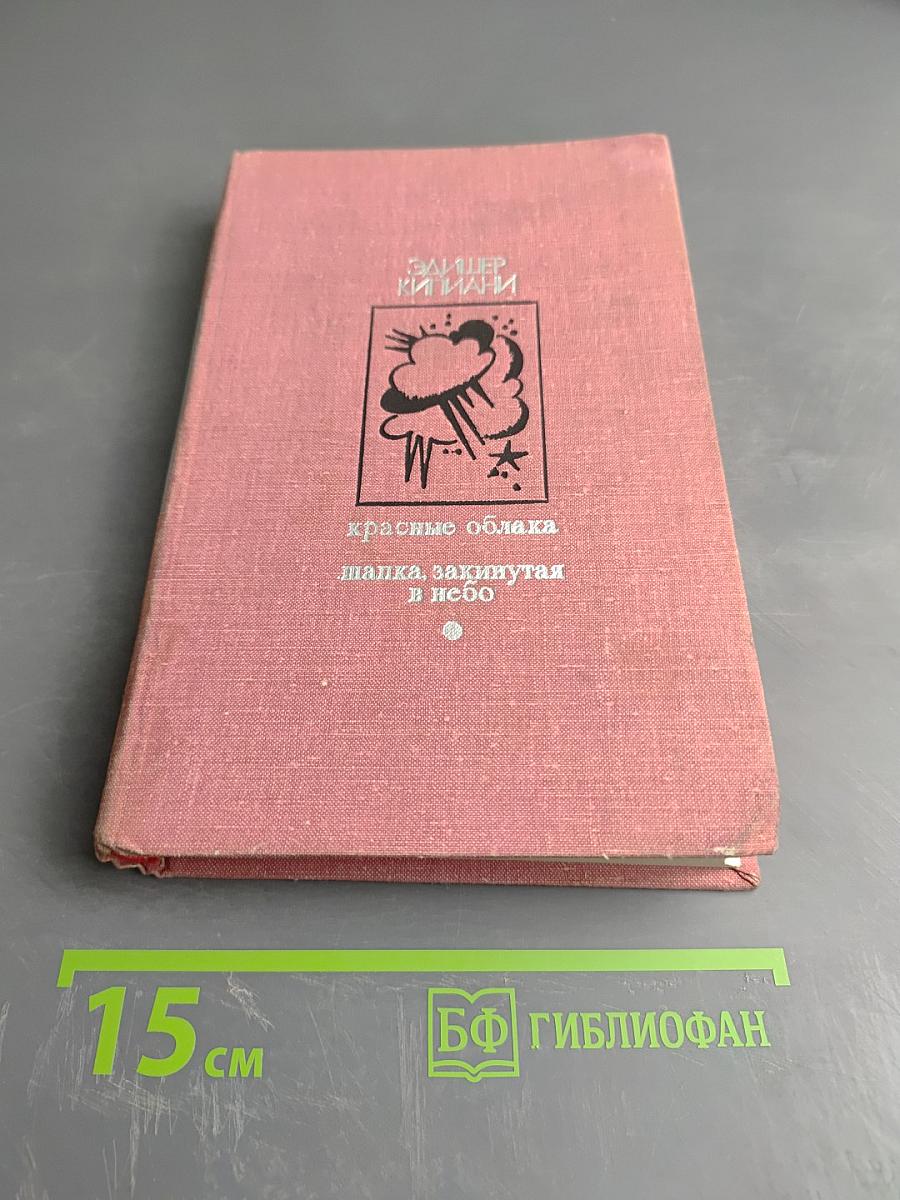 ЭДИШЕР
КИПИАНИ
красные облака
шапка, закинутая
в небо
15 см
БФ ГИБЛИОФАН